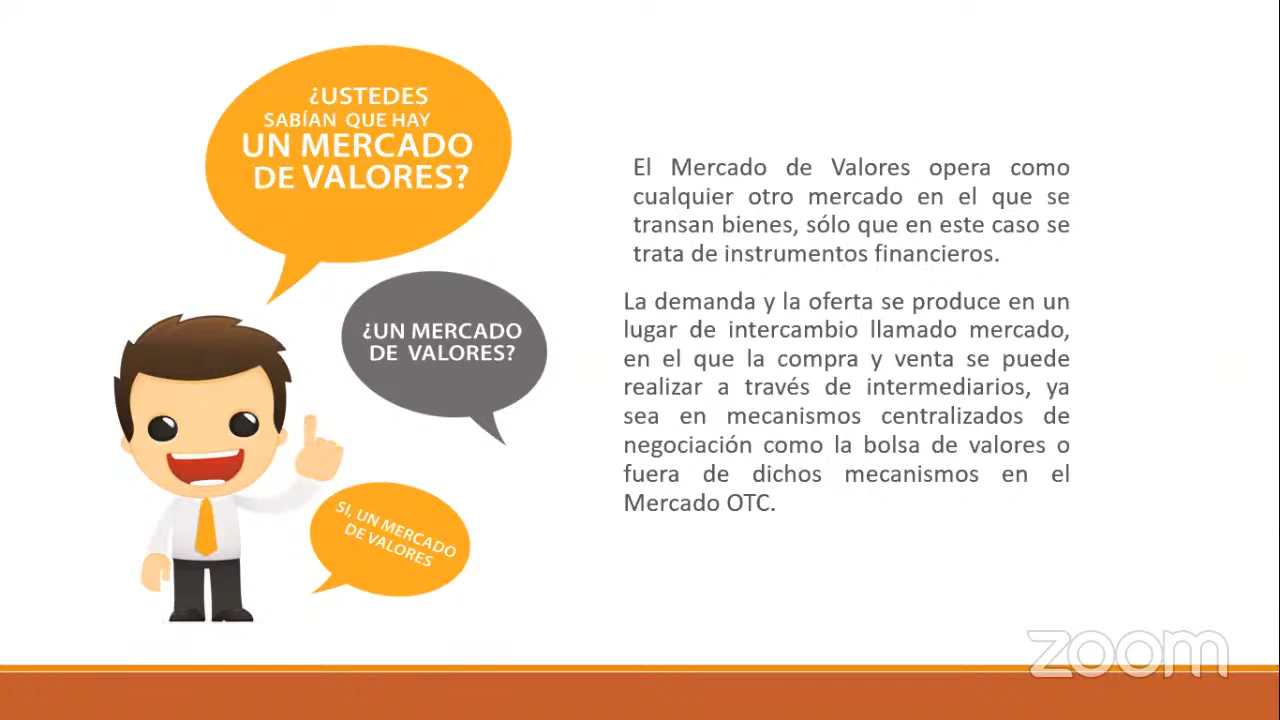 ¿USTEDES
SABÍAN QUE HAY
UN MERCADO
DE VALORES?
¿UN MERCADO
DE VALORES?
SI, UN MERCADO
DE VALORES
El Mercado de Valores opera como
cualquier otro mercado en el que se
transan bienes, sólo que en este caso se
trata de instrumentos financieros.
La demanda y la oferta se produce en un
lugar de intercambio llamado mercado,
en el que la compra y venta se puede
realizar a través de intermediarios, ya
sea en mecanismos centralizados de
negociación como la bolsa de valores o
fuera de dichos mecanismos en el
Mercado OTC.
zoom